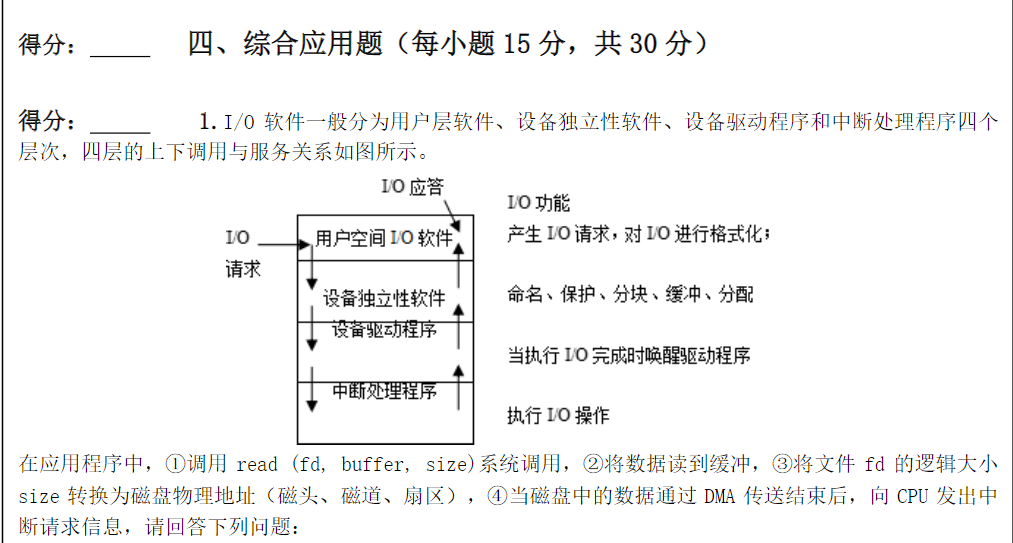 得分：_____ 四、综合应用题（每小题 15 分，共 30 分）
得分：_____ 1. I/O 软件一般分为用户层软件、设备独立性软件、设备驱动程序和中断处理程序四个
层次，四层的上下调用与服务关系如图所示。
I/O 应答
I/O 功能
I/O
请求
用户空间 I/O 软件
产生 I/O 请求，对 I/O 进行格式化；
设备独立性软件
命名、保护、分块、缓冲、分配
设备驱动程序
当执行 I/O 完成时唤醒驱动程序
中断处理程序
执行 I/O 操作
在应用程序中，①调用 read (fd, buffer, size)系统调用，②将数据读到缓冲，③将文件 fd 的逻辑大小
size 转换为磁盘物理地址（磁头、磁道、扇区），④当磁盘中的数据通过 DMA 传送结束后，向 CPU 发出中
断请求信息，请回答下列问题：